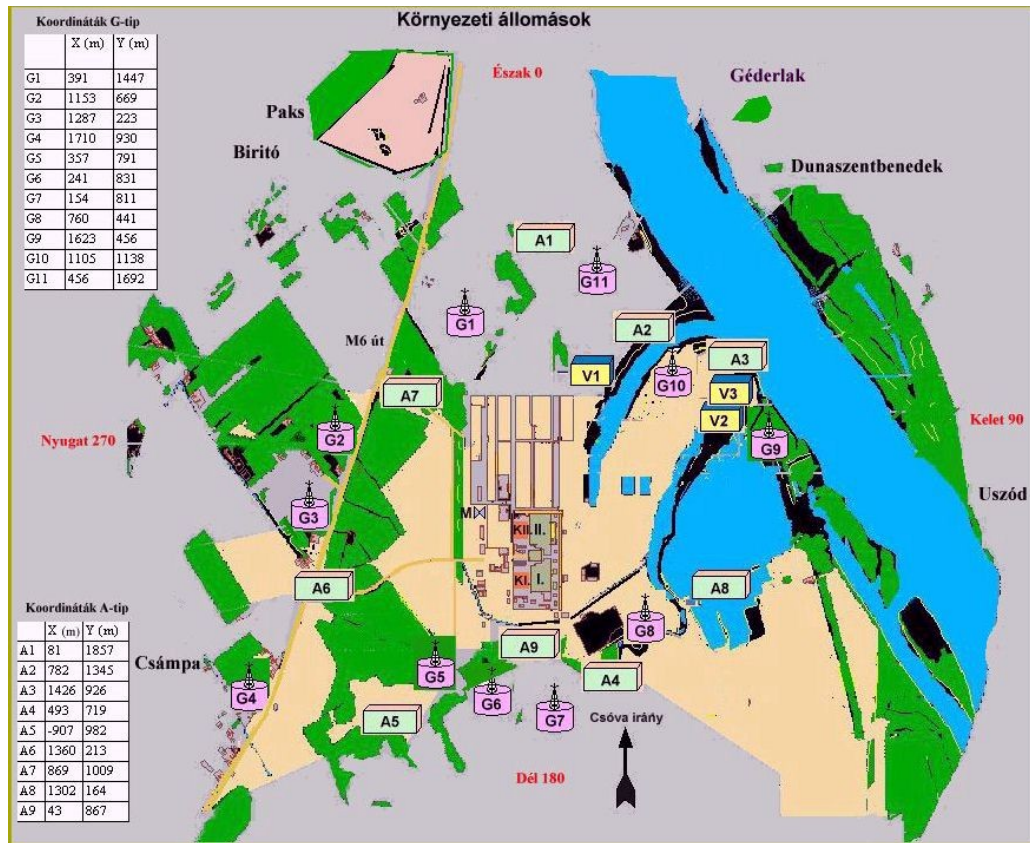 Környezeti állomások
Koordináták G-tip
X (m) Y (m)
G1 391 1447
G2 1153 669
G3 1287 223
G4 1710 930
G5 357 791
G6 241 831
G7 154 811
G8 760 441
G9 1623 456
G10 1105 1138
G11 456 1692
Észak 0
Géderlak
Paks
Biritó
Dunaszentbenedek
A1
G11
G1
A2
M6 út
A3
V1
G10
A7
V3
V2
Nyugat 270
G2
G9
Kelet 90
Uszód
G3
M
KII. II.
KI. I.
A6
A8
Koordináták A-tip
X (m) Y (m)
A1 81 1857
A2 782 1345
A3 1426 926
A4 493 719
A5 -907 982
A6 1360 213
A7 869 1009
A8 1302 164
A9 43 867
G8
A9
Csámpa
G5
A4
G4
G6
G7
A5
Csóva irány
Dél 180